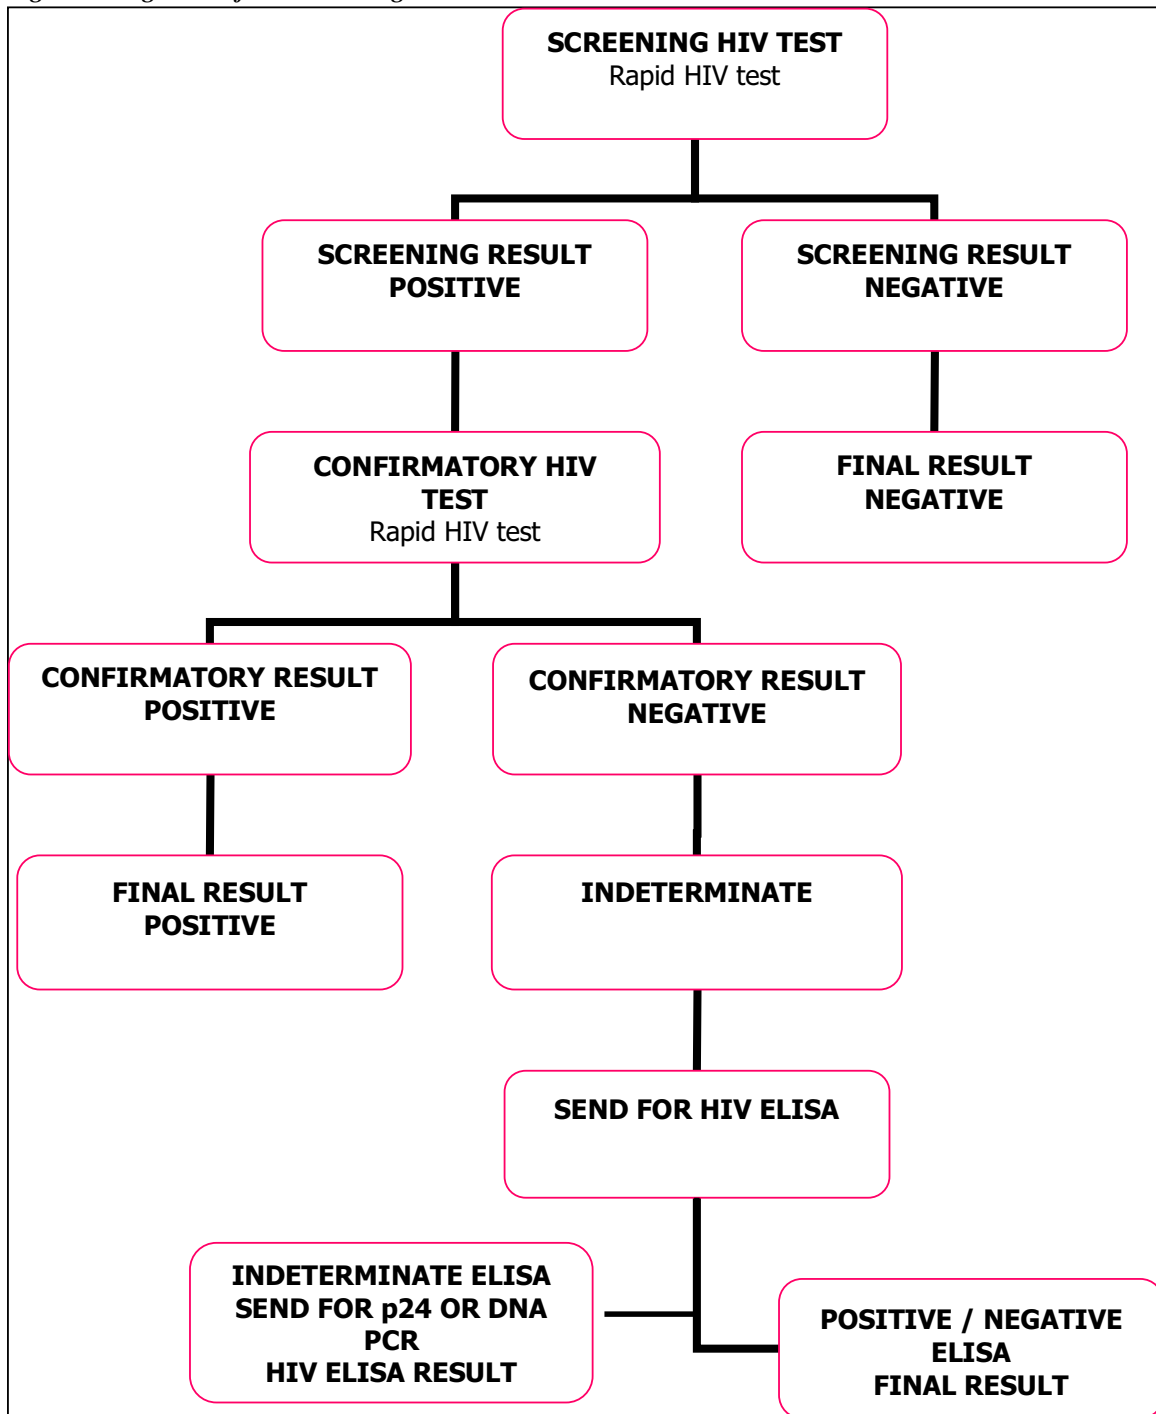 SCREENING HIV TEST
Rapid HIV test
SCREENING RESULT
POSITIVE
SCREENING RESULT
NEGATIVE
CONFIRMATORY HIV
TEST
Rapid HIV test
FINAL RESULT
NEGATIVE
CONFIRMATORY RESULT
POSITIVE
CONFIRMATORY RESULT
NEGATIVE
FINAL RESULT
POSITIVE
INDETERMINATE
SEND FOR HIV ELISA
INDETERMINATE ELISA
SEND FOR p24 OR DNA
PCR
HIV ELISA RESULT
POSITIVE / NEGATIVE
ELISA
FINAL RESULT